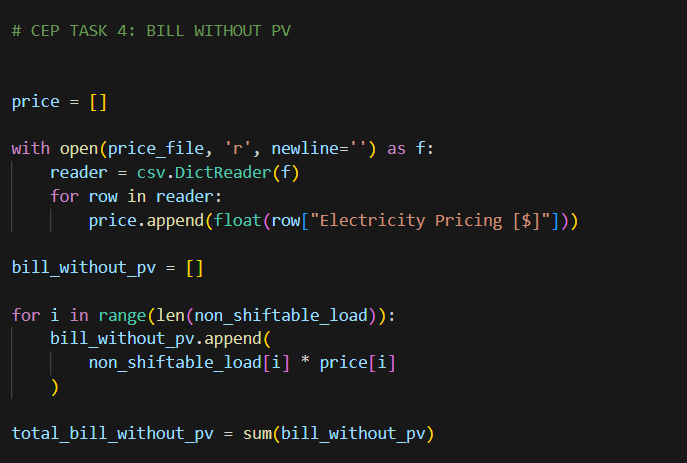 # CEP TASK 4: BILL WITHOUT PV
price = []
with open(price_file, 'r', newline='') as f:
    reader = csv.DictReader(f)
    for row in reader:
        price.append(float(row["Electricity Pricing [$]"]))
bill_without_pv = []
for i in range(len(non_shiftable_load)):
    bill_without_pv.append(
        non_shiftable_load[i] * price[i]
    )
total_bill_without_pv = sum(bill_without_pv)